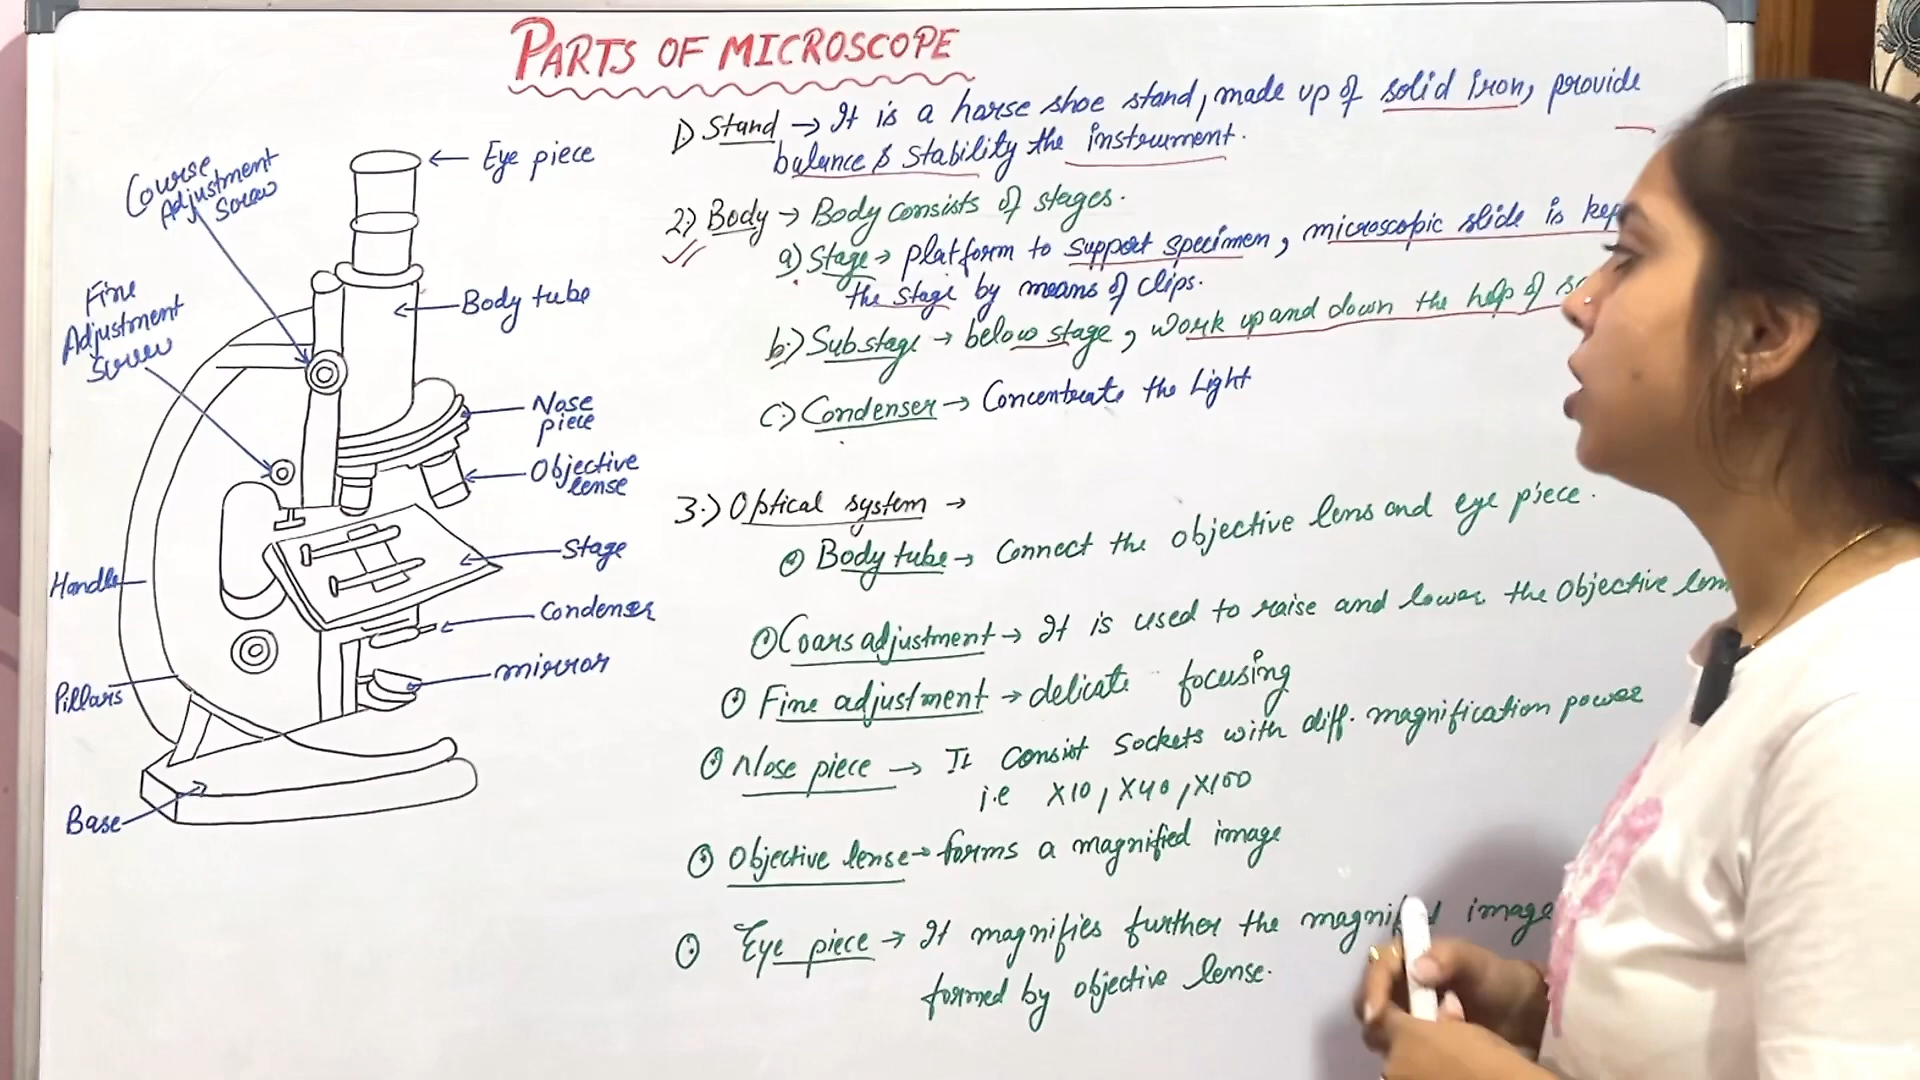 PARTS OF MICROSCOPE
1) Stand → It is a horse shoe stand, made up of solid iron, provide
balance & stability the instrument.
2) Body → Body consists of stages.
a) Stage → platform to support specimen, microscopic slide is kep
the stage by means of clips.
b.) Substage → below stage, work up and down the help of
c.) Condenser → Concentrate the Light
3.) Optical system →
Body tube → Connect the objective lens and eye piece.
Coars adjustment → It is used to raise and lower the Objective lens
Fine adjustment → delicate focusing
Nose piece → It consist sockets with diff. magnification power
i.e X10, X40, X100
Objective lense → forms a magnified image
Eye piece → It magnifies further the image
formed by objective lense.
Course
Adjustment
Screw
Eye piece
Fine
Adjustment
Screw
Body tube
Nose
piece
Objective
lense
Stage
Handle
Condenser
mirror
Pillars
Base